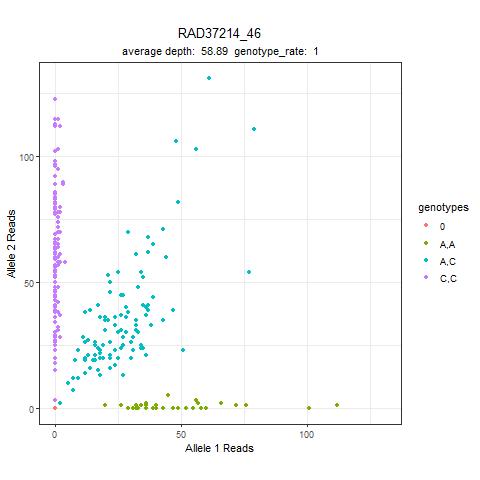 RAD37214_46
average depth: 58.89 genotype_rate: 1
100
50
0
Allele 2 Reads
0
50
100
Allele 1 Reads
genotypes
0
A,A
A,C
C,C